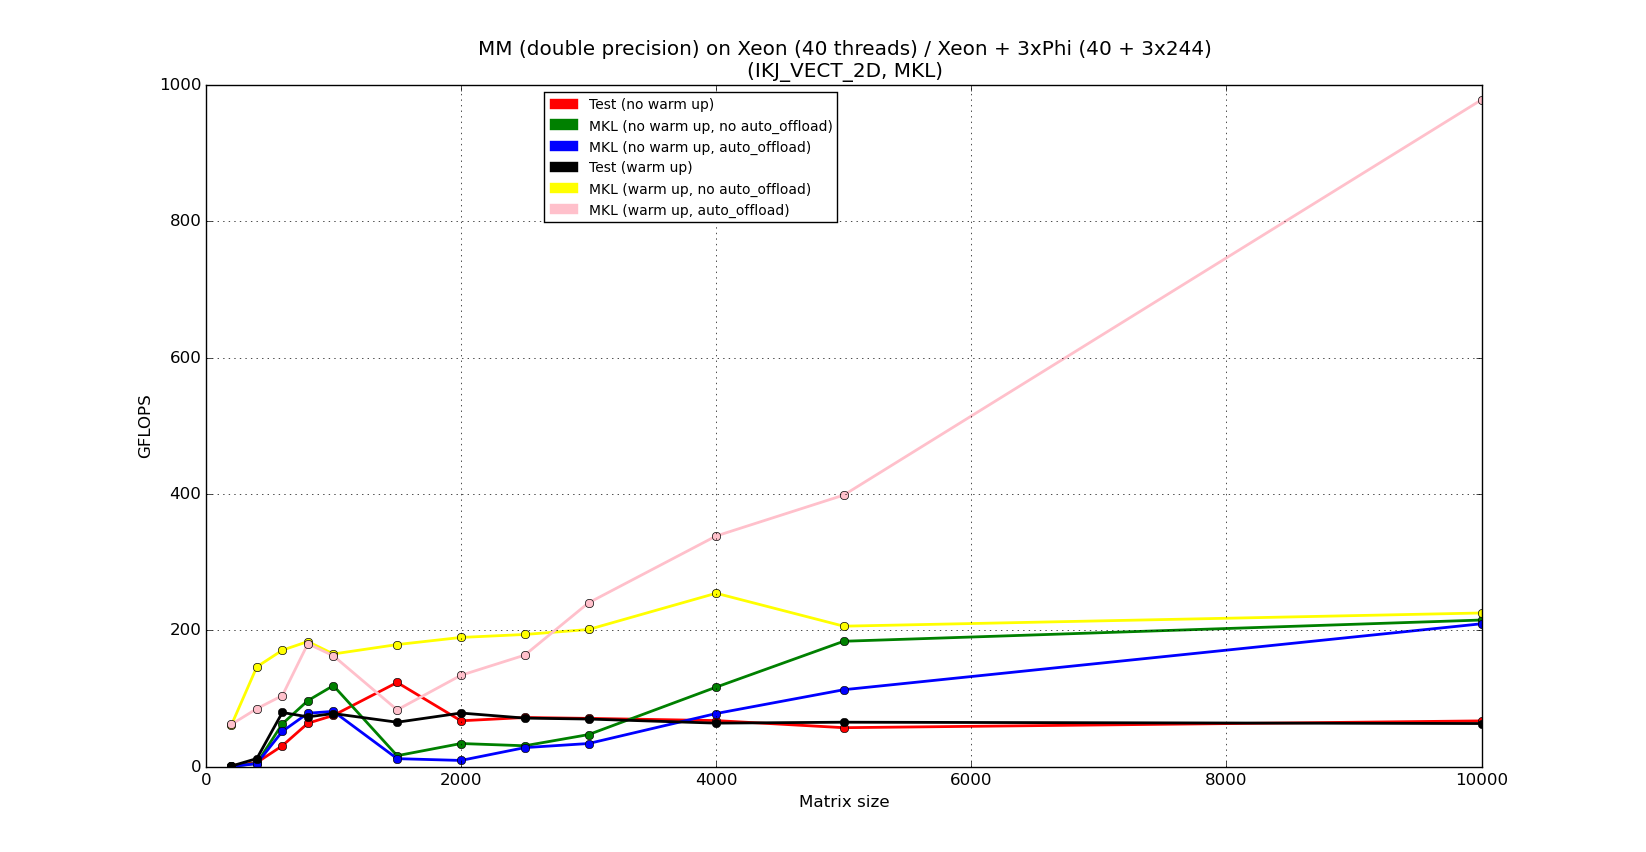 MM (double precision) on Xeon (40 threads) / Xeon + 3xPhi (40 + 3x244)
(IKJ_VECT_2D, MKL)
1000
800
600
400
200
0
GFLOPS
Test (no warm up)
MKL (no warm up, no auto_offload)
MKL (no warm up, auto_offload)
Test (warm up)
MKL (warm up, no auto_offload)
MKL (warm up, auto_offload)
0 2000 4000 6000 8000 10000
Matrix size